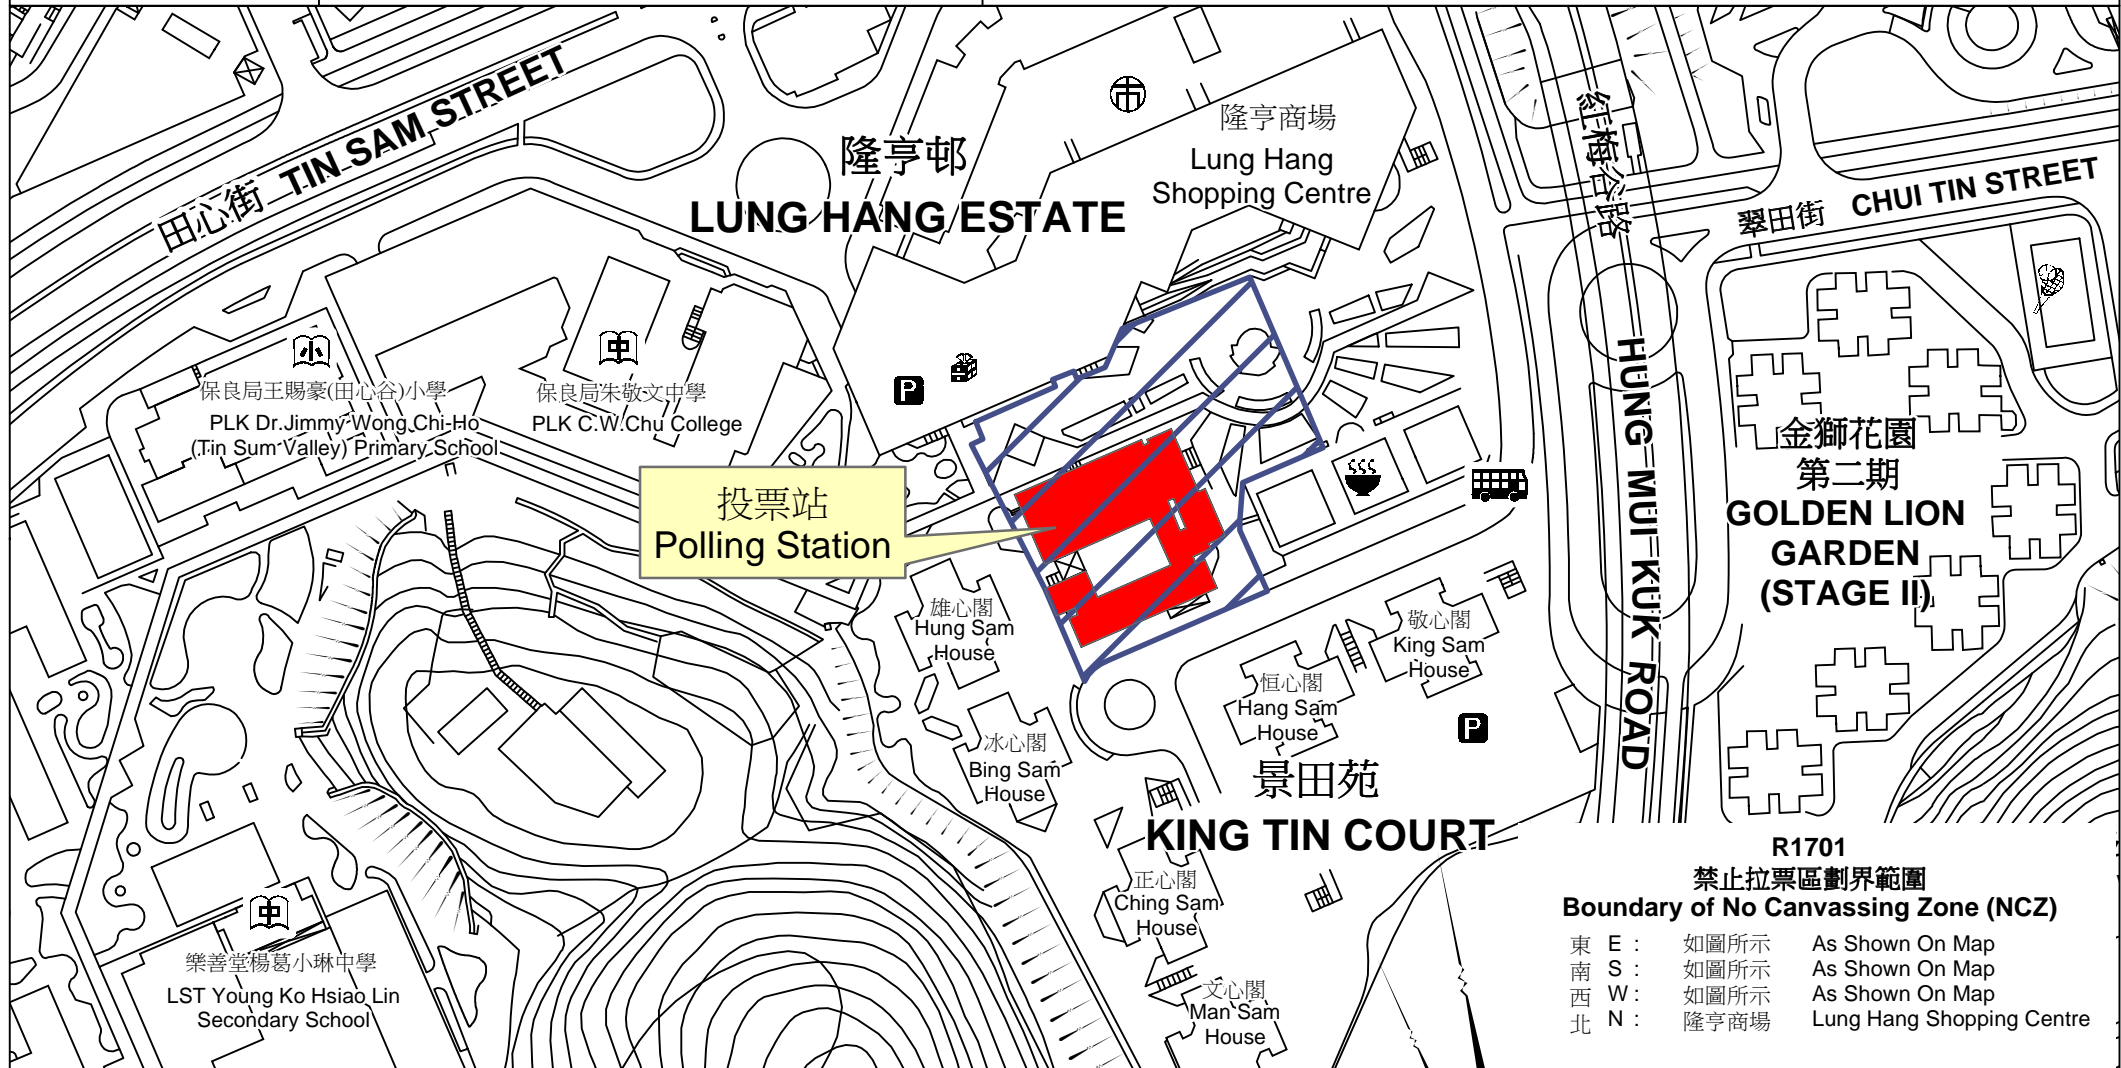 田心街 TIN SAM STREET
隆亨邨
LUNG HANG ESTATE
市
隆亨商場
Lung Hang
Shopping Centre
紅梅谷路
HUNG MUI KUK ROAD
翠田街 CHUI TIN STREET
小
保良局王賜豪(田心谷)小學
PLK Dr.Jimmy Wong Chi-Ho
(Tin Sum Valley) Primary School
中
保良局朱敬文中學
PLK C.W.Chu College
P
投票站
Polling Station
金獅花園
第二期
GOLDEN LION
GARDEN
(STAGE II)
雄心閣
Hung Sam
House
敬心閣
King Sam
House
恒心閣
Hang Sam
House
P
冰心閣
Bing Sam
House
景田苑
KING TIN COURT
正心閣
Ching Sam
House
文心閣
Man Sam
House
中
樂善堂楊葛小琳中學
LST Young Ko Hsiao Lin
Secondary School
R1701
禁止拉票區劃界範圍
Boundary of No Canvassing Zone (NCZ)
東 E : 如圖所示 As Shown On Map
南 S : 如圖所示 As Shown On Map
西 W : 如圖所示 As Shown On Map
北 N : 隆亨商場 Lung Hang Shopping Centre